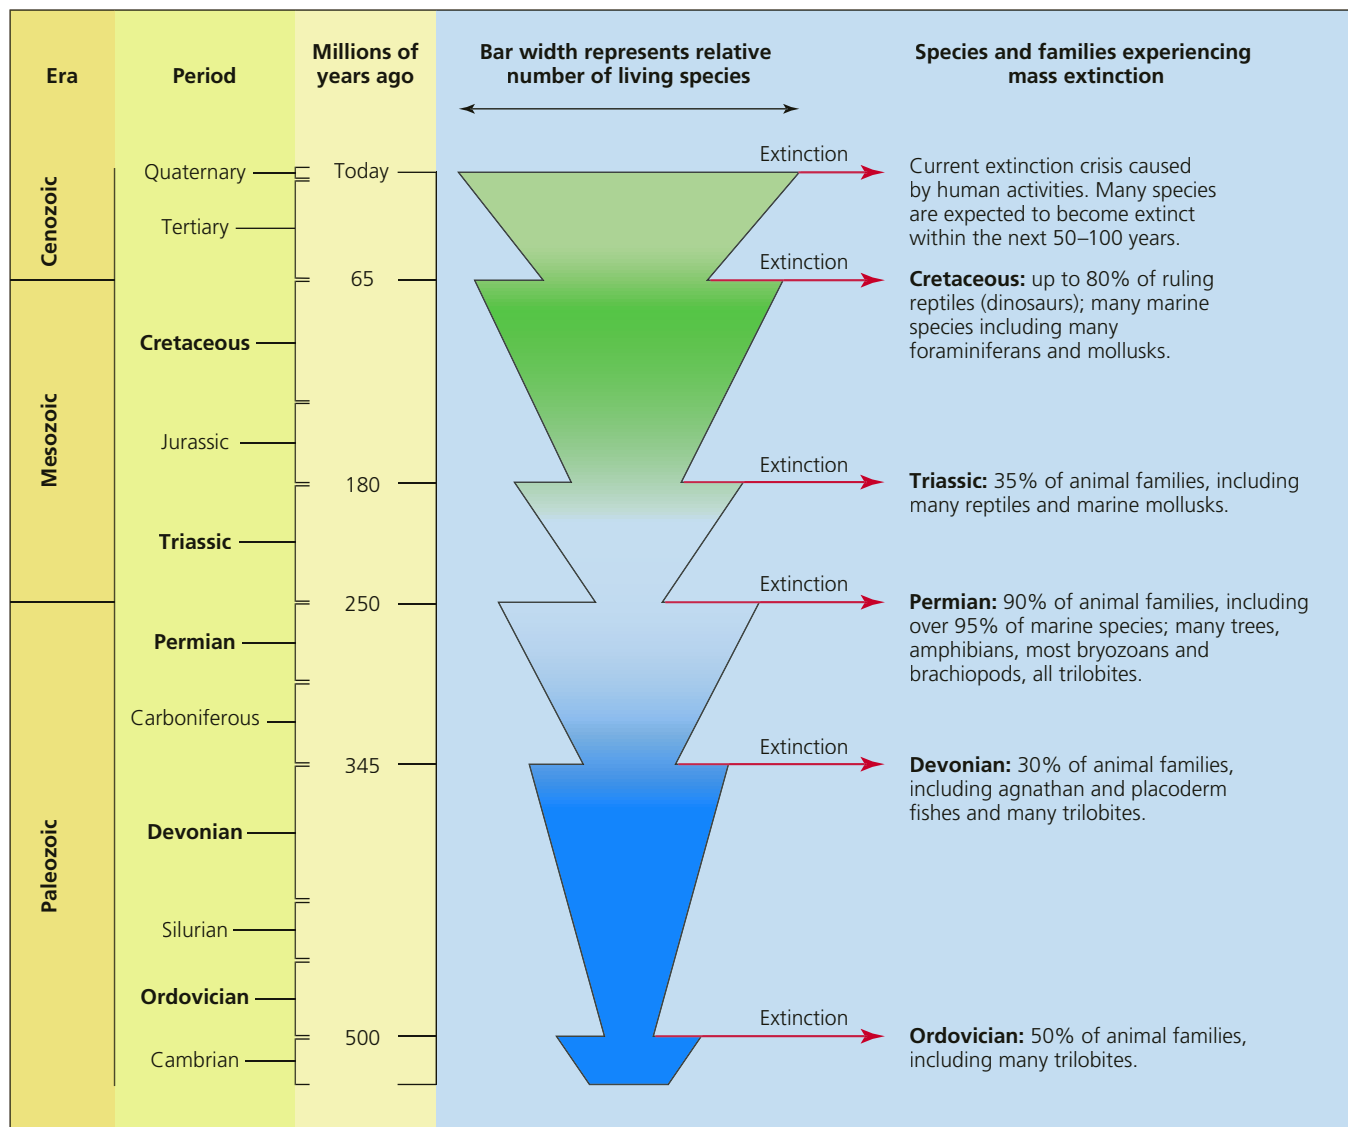 Era
Period
Millions of
years ago
Bar width represents relative
number of living species
Species and families experiencing
mass extinction
Cenozoic
Quaternary
Today
Extinction
Current extinction crisis caused
by human activities. Many species
are expected to become extinct
within the next 50–100 years.
Tertiary
65
Extinction
Cretaceous: up to 80% of ruling
reptiles (dinosaurs); many marine
species including many
foraminiferans and mollusks.
Mesozoic
Cretaceous
Jurassic
180
Extinction
Triassic: 35% of animal families, including
many reptiles and marine mollusks.
Triassic
250
Extinction
Permian: 90% of animal families, including
over 95% of marine species; many trees,
amphibians, most bryozoans and
brachiopods, all trilobites.
Paleozoic
Permian
Carboniferous
345
Extinction
Devonian: 30% of animal families,
including agnathan and placoderm
fishes and many trilobites.
Devonian
Silurian
Ordovician
500
Extinction
Ordovician: 50% of animal families,
including many trilobites.
Cambrian